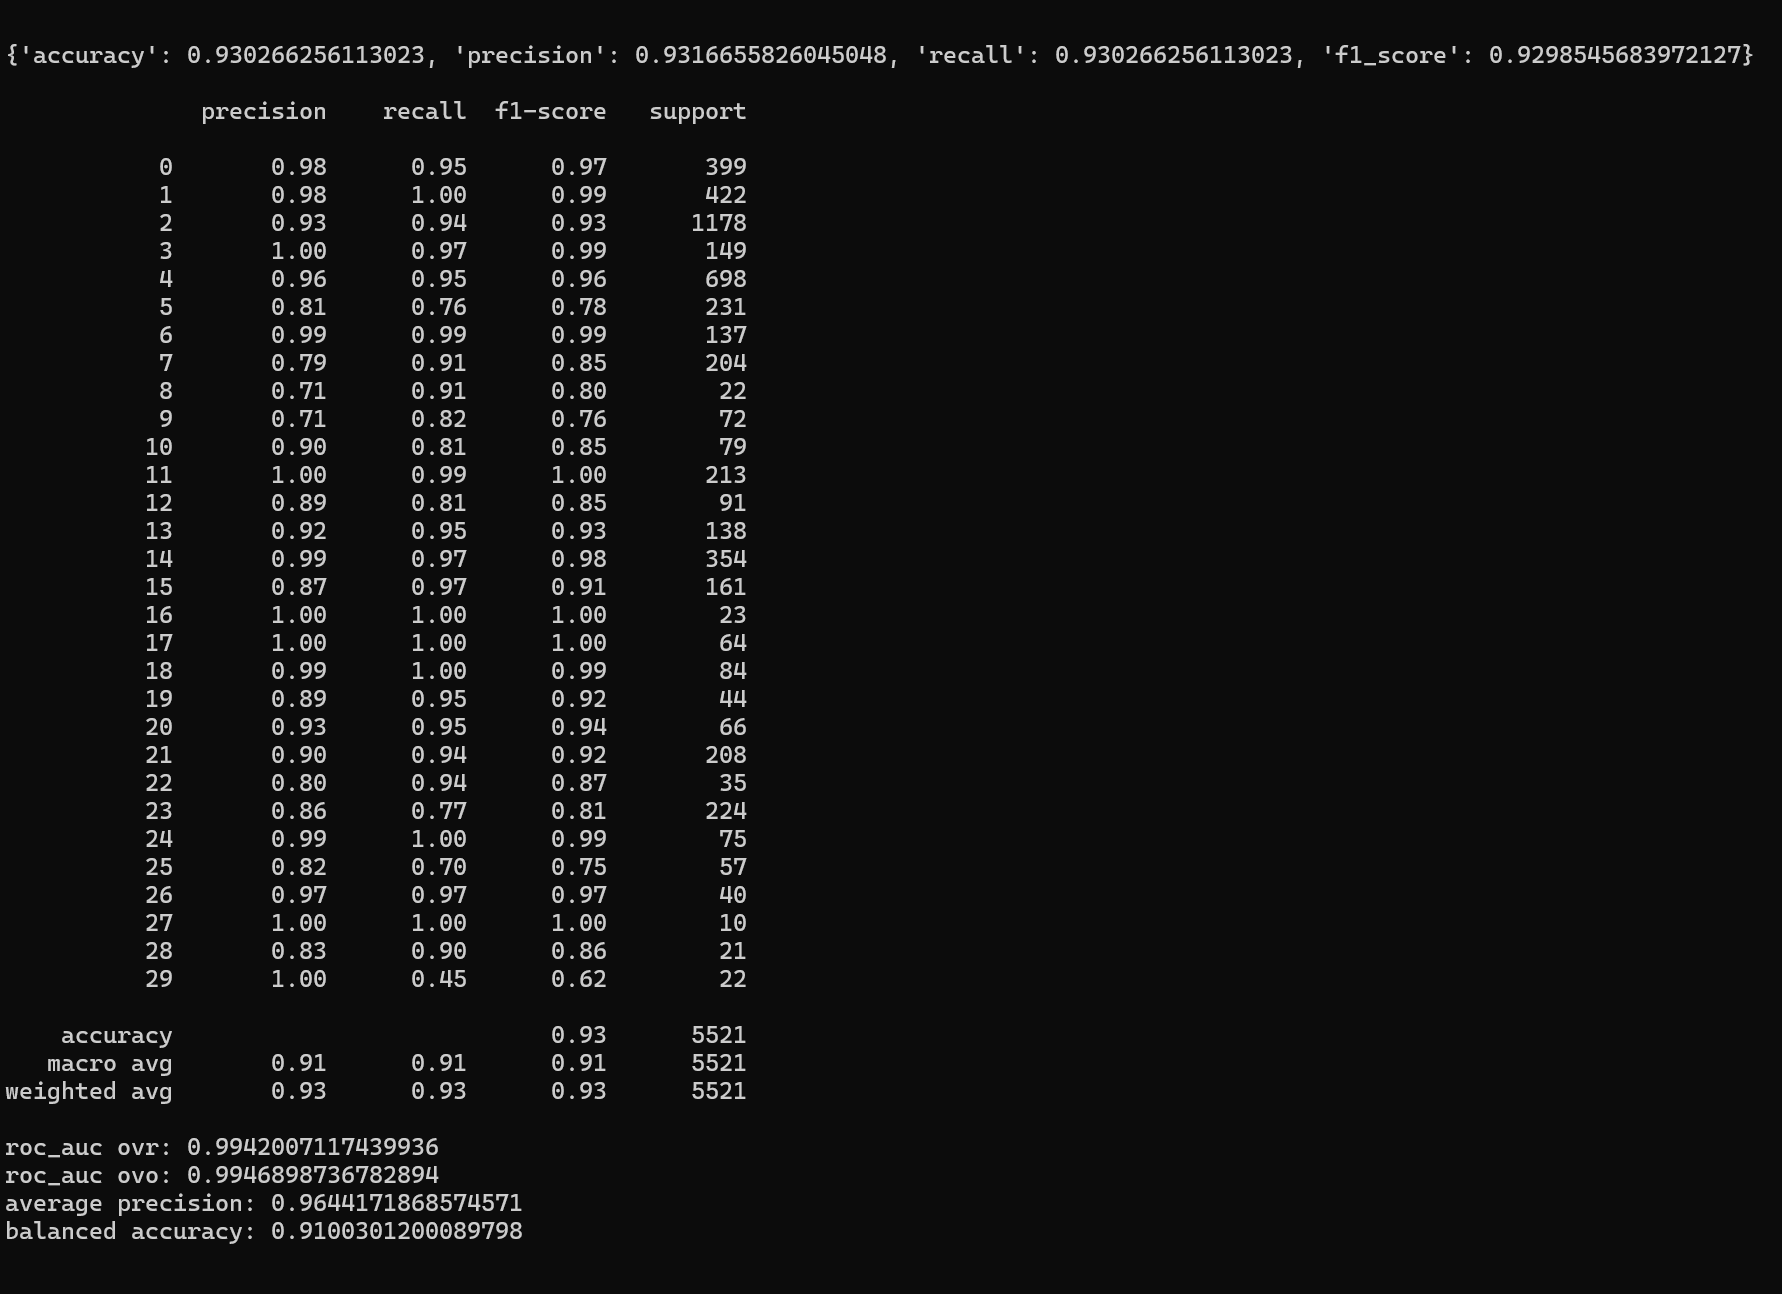 {'accuracy': 0.930266256113023, 'precision': 0.9316655826045048, 'recall': 0.930266256113023, 'f1_score': 0.9298545683972127}
precision recall f1-score support
0 0.98 0.95 0.97 399
1 0.98 1.00 0.99 422
2 0.93 0.94 0.93 1178
3 1.00 0.97 0.99 149
4 0.96 0.95 0.96 698
5 0.81 0.76 0.78 231
6 0.99 0.99 0.99 137
7 0.79 0.91 0.85 204
8 0.71 0.91 0.80 22
9 0.71 0.82 0.76 72
10 0.90 0.81 0.85 79
11 1.00 0.99 1.00 213
12 0.89 0.81 0.85 91
13 0.92 0.95 0.93 138
14 0.99 0.97 0.98 354
15 0.87 0.97 0.91 161
16 1.00 1.00 1.00 23
17 1.00 1.00 1.00 64
18 0.99 1.00 0.99 84
19 0.89 0.95 0.92 44
20 0.93 0.95 0.94 66
21 0.90 0.94 0.92 208
22 0.80 0.94 0.87 35
23 0.86 0.77 0.81 224
24 0.99 1.00 0.99 75
25 0.82 0.70 0.75 57
26 0.97 0.97 0.97 40
27 1.00 1.00 1.00 10
28 0.83 0.90 0.86 21
29 1.00 0.45 0.62 22
accuracy 0.93 5521
macro avg 0.91 0.91 0.91 5521
weighted avg 0.93 0.93 0.93 5521
roc_auc ovr: 0.9942007117439936
roc_auc ovo: 0.9946898736782894
average precision: 0.9644171868574571
balanced accuracy: 0.9100301200089798